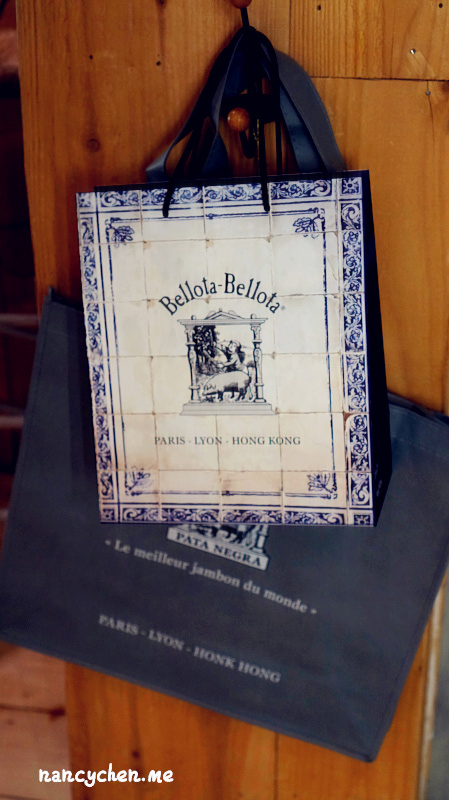 Bellota-Bellota®
PARIS - LYON - HONG KONG
PATA NEGRA
« Le meilleur jambon du monde »
PARIS - LYON - HONK HONG
nancychen.me